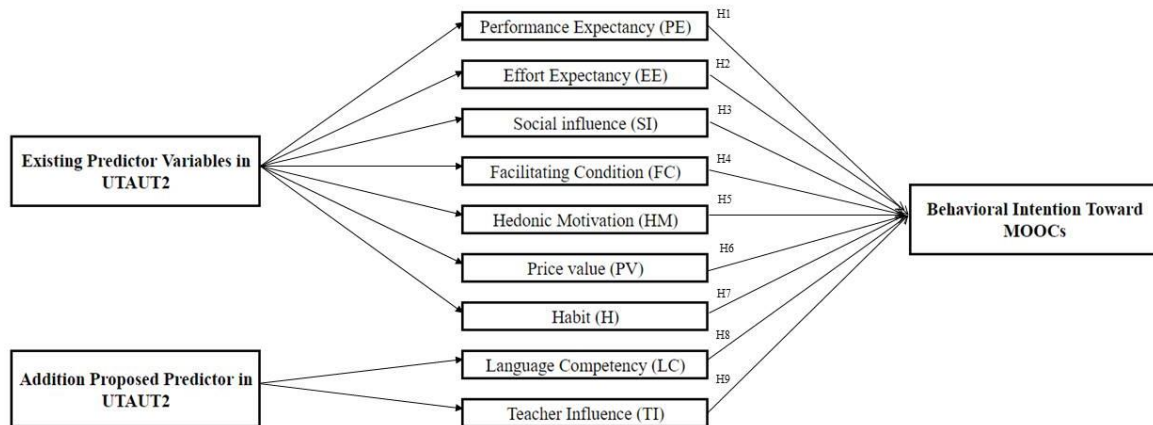 Performance Expectancy (PE)
H1
Effort Expectancy (EE)
H2
Social influence (SI)
H3
Existing Predictor Variables in
UTAUT2
Facilitating Condition (FC)
H4
Hedonic Motivation (HM)
H5
Behavioral Intention Toward
MOOCs
Price value (PV)
H6
Habit (H)
H7
Addition Proposed Predictor in
UTAUT2
Language Competency (LC)
H8
Teacher Influence (TI)
H9